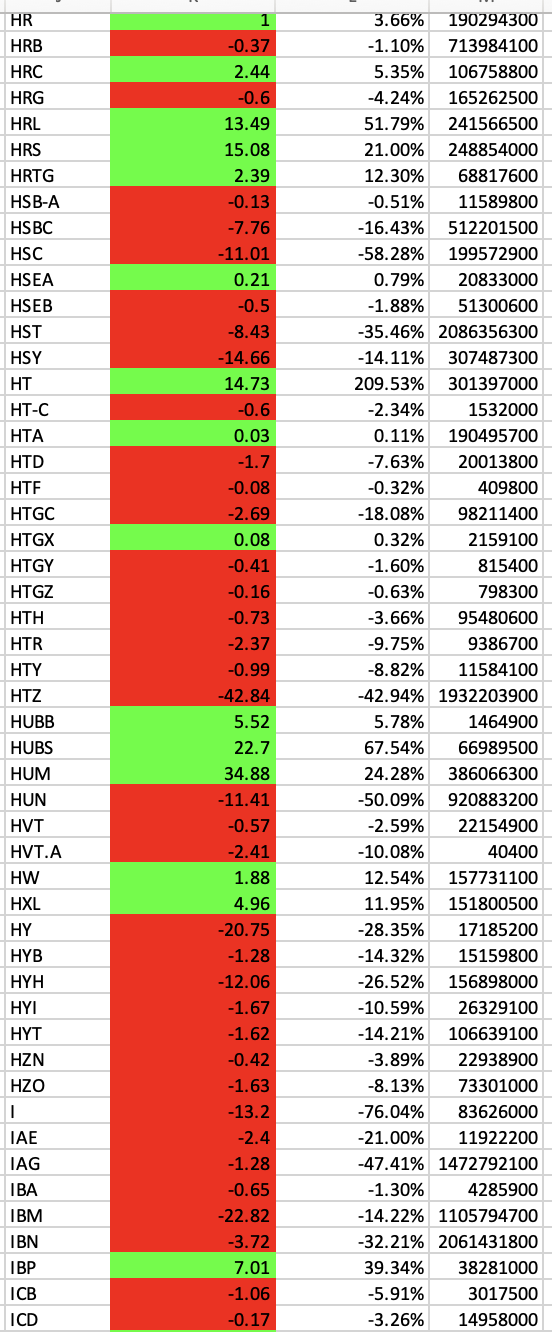 HR 1 3.66% 190294300
HRB -0.37 -1.10% 713984100
HRC 2.44 5.35% 106758800
HRG -0.6 -4.24% 165262500
HRL 13.49 51.79% 241566500
HRS 15.08 21.00% 248854000
HRTG 2.39 12.30% 68817600
HSB-A -0.13 -0.51% 11589800
HSBC -7.76 -16.43% 512201500
HSC -11.01 -58.28% 199572900
HSEA 0.21 0.79% 20833000
HSEB -0.5 -1.88% 51300600
HST -8.43 -35.46% 2086356300
HSY -14.66 -14.11% 307487300
HT 14.73 209.53% 301397000
HT-C -0.6 -2.34% 1532000
HTA 0.03 0.11% 190495700
HTD -1.7 -7.63% 20013800
HTF -0.08 -0.32% 409800
HTGC -2.69 -18.08% 98211400
HTGX 0.08 0.32% 2159100
HTGY -0.41 -1.60% 815400
HTGZ -0.16 -0.63% 798300
HTH -0.73 -3.66% 95480600
HTR -2.37 -9.75% 9386700
HTY -0.99 -8.82% 11584100
HTZ -42.84 -42.94% 1932203900
HUBB 5.52 5.78% 1464900
HUBS 22.7 67.54% 66989500
HUM 34.88 24.28% 386066300
HUN -11.41 -50.09% 920883200
HVT -0.57 -2.59% 22154900
HVT.A -2.41 -10.08% 40400
HW 1.88 12.54% 157731100
HXL 4.96 11.95% 151800500
HY -20.75 -28.35% 17185200
HYB -1.28 -14.32% 15159800
HYH -12.06 -26.52% 156898000
HYI -1.67 -10.59% 26329100
HYT -1.62 -14.21% 106639100
HZN -0.42 -3.89% 22938900
HZO -1.63 -8.13% 73301000
I -13.2 -76.04% 83626000
IAE -2.4 -21.00% 11922200
IAG -1.28 -47.41% 1472792100
IBA -0.65 -1.30% 4285900
IBM -22.82 -14.22% 1105794700
IBN -3.72 -32.21% 2061431800
IBP 7.01 39.34% 38281000
ICB -1.06 -5.91% 3017500
ICD -0.17 -3.26% 14958000